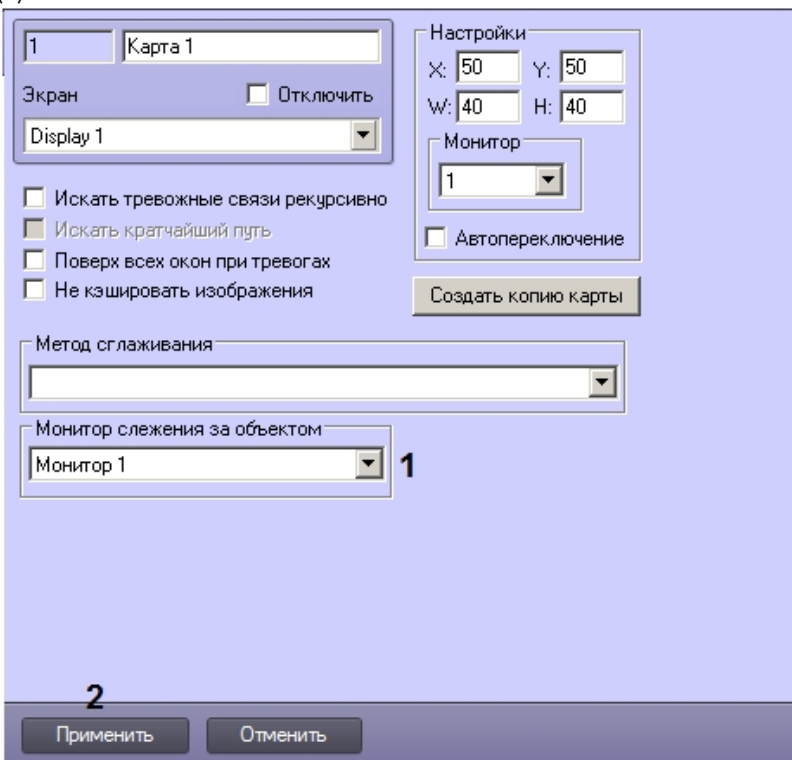 1
Карта 1
Экран
Отключить
Display 1
Настройки
X: 50 Y: 50
W: 40 H: 40
Монитор
1
Автопереключение
Искать тревожные связи рекурсивно
Искать кратчайший путь
Поверх всех окон при тревогах
Не кэшировать изображения
Создать копию карты
Метод сглаживания
Монитор слежения за объектом
Монитор 1
1
2
Применить Отменить